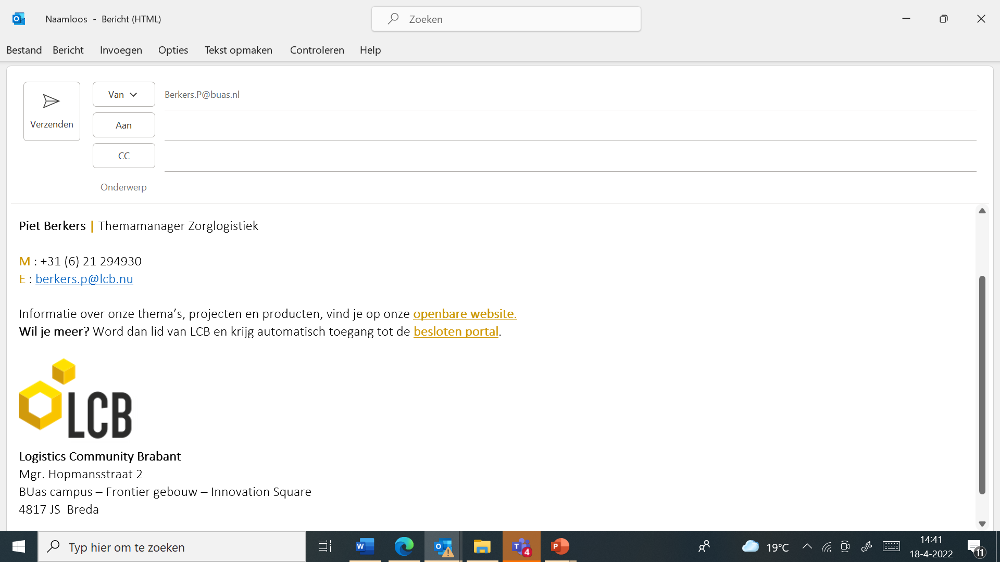 Naamloos - Bericht (HTML)
Zoeken
Bestand Bericht Invoegen Opties Tekst opmaken Controleren Help
Verzenden
Van Berkers.P@buas.nl
Aan
CC
Onderwerp
Piet Berkers | Themamanager Zorglogistiek
M : +31 (6) 21 294930
E : berkers.p@lcb.nu
Informatie over onze thema’s, projecten en producten, vind je op onze openbare website.
Wil je meer? Word dan lid van LCB en krijg automatisch toegang tot de besloten portal.
LCB
Logistics Community Brabant
Mgr. Hopmansstraat 2
BUas campus – Frontier gebouw – Innovation Square
4817 JS Breda
Typ hier om te zoeken
4
19°C
14:41
18-4-2022
11